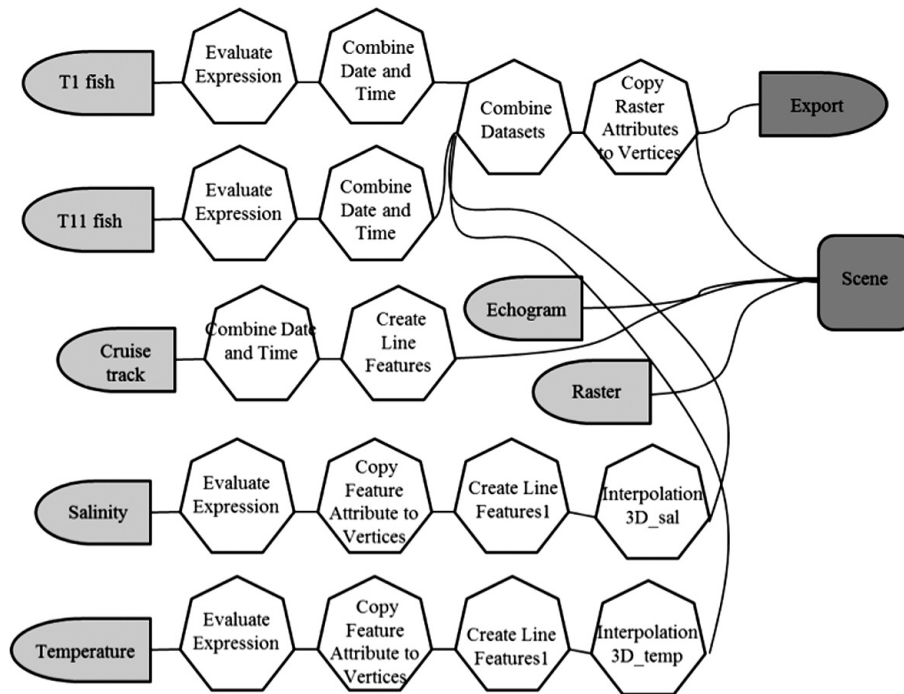 T1 fish
Evaluate
Expression
Combine
Date and
Time
Combine
Datasets
Copy
Raster
Attributes
to Vertices
Export
T11 fish
Evaluate
Expression
Combine
Date and
Time
Scene
Echogram
Cruise
track
Combine Date
and Time
Create
Line
Features
Raster
Salinity
Evaluate
Expression
Copy
Feature
Attribute to
Vertices
Create Line
Features1
Interpolation
3D_sal
Temperature
Evaluate
Expression
Copy
Feature
Attribute to
Vertices
Create Line
Features1
Interpolation
3D_temp